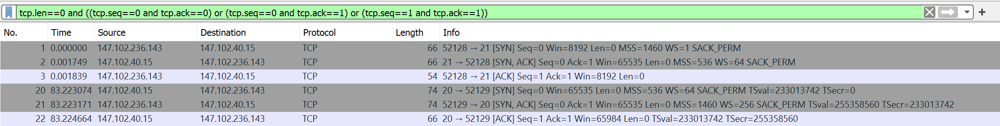 tcp.len==0 and ((tcp.seq==0 and tcp.ack==0) or (tcp.seq==0 and tcp.ack==1) or (tcp.seq==1 and tcp.ack==1))
No. Time Source Destination Protocol Length Info
1 0.000000 147.102.236.143 147.102.40.15 TCP 66 52128 → 21 [SYN] Seq=0 Win=8192 Len=0 MSS=1460 WS=1 SACK_PERM
2 0.001749 147.102.40.15 147.102.236.143 TCP 66 21 → 52128 [SYN, ACK] Seq=0 Ack=1 Win=65535 Len=0 MSS=536 WS=64 SACK_PERM
3 0.001839 147.102.236.143 147.102.40.15 TCP 54 52128 → 21 [ACK] Seq=1 Ack=1 Win=8192 Len=0
20 83.223074 147.102.40.15 147.102.236.143 TCP 74 20 → 52129 [SYN] Seq=0 Win=65535 Len=0 MSS=536 WS=64 SACK_PERM TSval=233013742 TSecr=0
21 83.223171 147.102.236.143 147.102.40.15 TCP 74 52129 → 20 [SYN, ACK] Seq=0 Ack=1 Win=65535 Len=0 MSS=1460 WS=256 SACK_PERM TSval=255358560 TSecr=233013742
22 83.224664 147.102.40.15 147.102.236.143 TCP 66 20 → 52129 [ACK] Seq=1 Ack=1 Win=65984 Len=0 TSval=233013742 TSecr=255358560